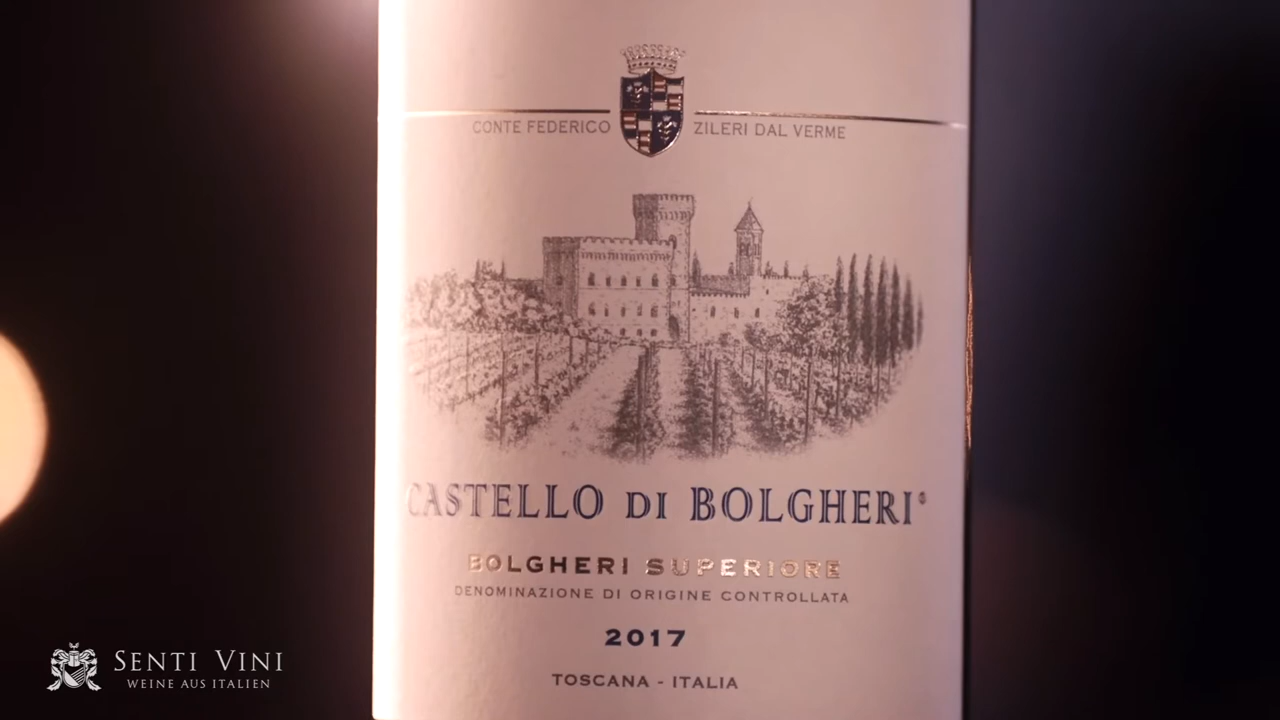 CONTE FEDERICO ZILERI DAL VERME
CASTELLO DI BOLGHERI®
BOLGHERI SUPERIORE
DENOMINAZIONE DI ORIGINE CONTROLLATA
2017
TOSCANA - ITALIA
SENTI VINI
WEINE AUS ITALIEN